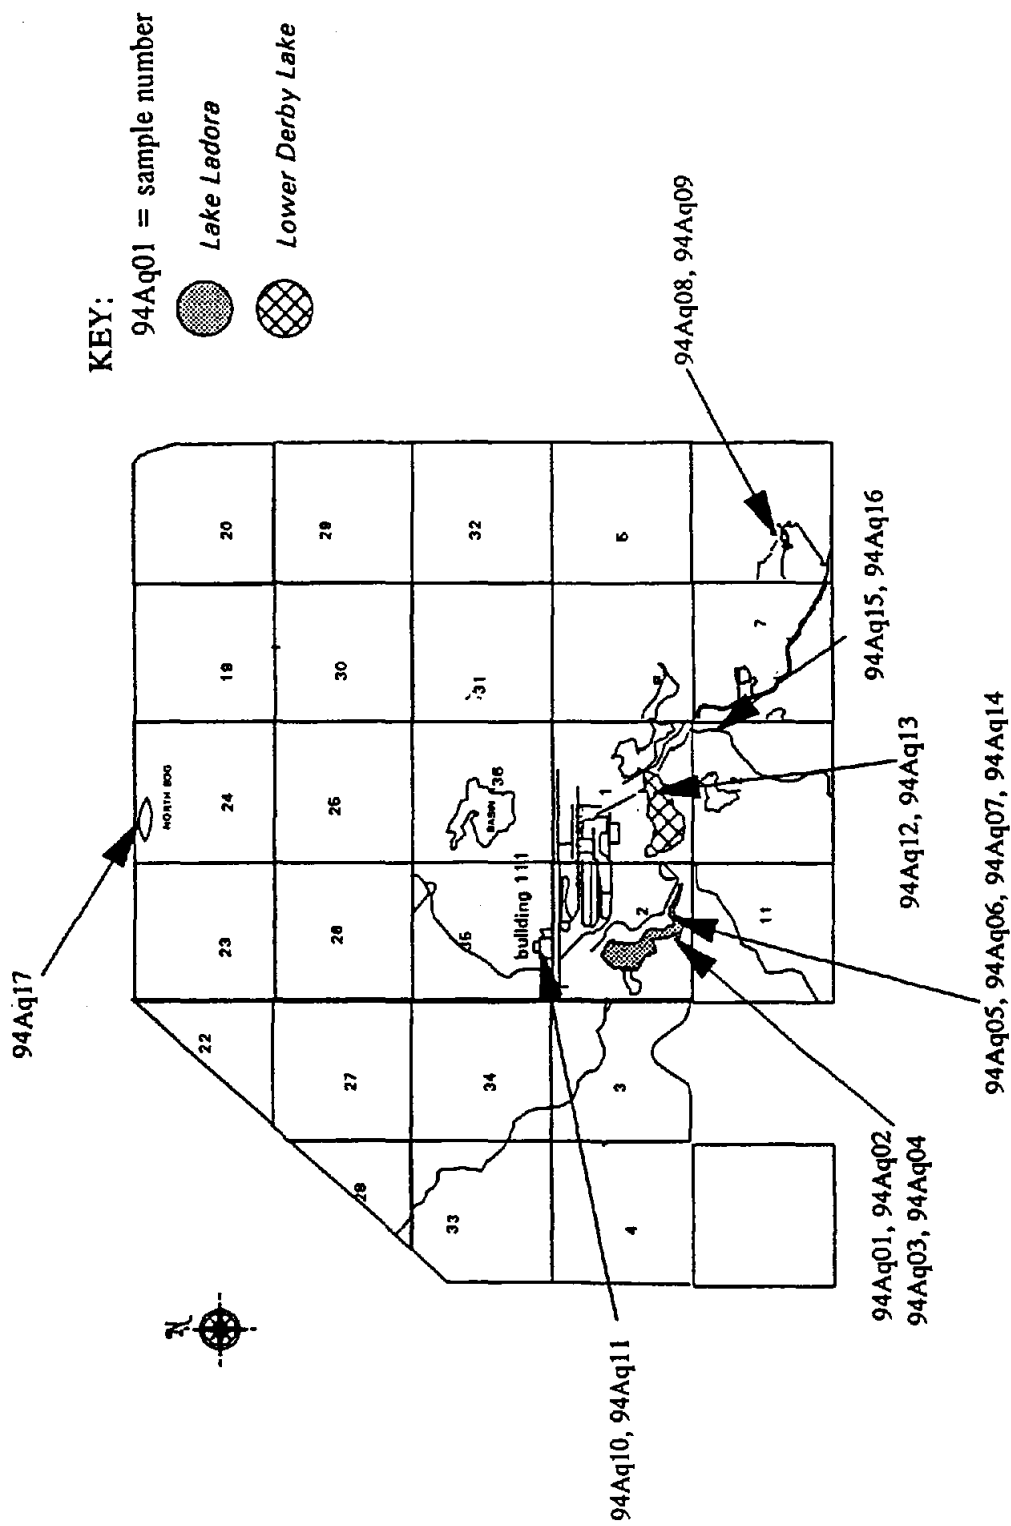 94Aq17
KEY:
94Aq01 = sample number
Lake Ladora
Lower Derby Lake
N
NORTH BOG
22
23
24
19
20
28
27
26
25
30
29
33
34
35
BASIN
36
31
32
building 111
4
3
2
1
5
11
7
94Aq10, 94Aq11
94Aq08, 94Aq09
94Aq15, 94Aq16
94Aq12, 94Aq13
94Aq01, 94Aq02
94Aq03, 94Aq04
94Aq05, 94Aq06, 94Aq07, 94Aq14